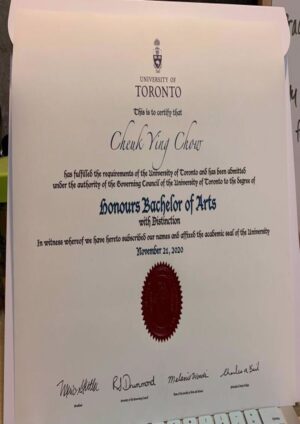 UNIVERSITY OF
TORONTO
This is to certify that
Cheuk Ying Chow
has fulfilled the requirements of the University of Toronto and has been admitted
under the authority of the Governing Council of the University of Toronto to the degree of
Honours Bachelor of Arts
with Distinction
In witness whereof we have hereto subscribed our names and affixed the academic seal of the University
November 21, 2020